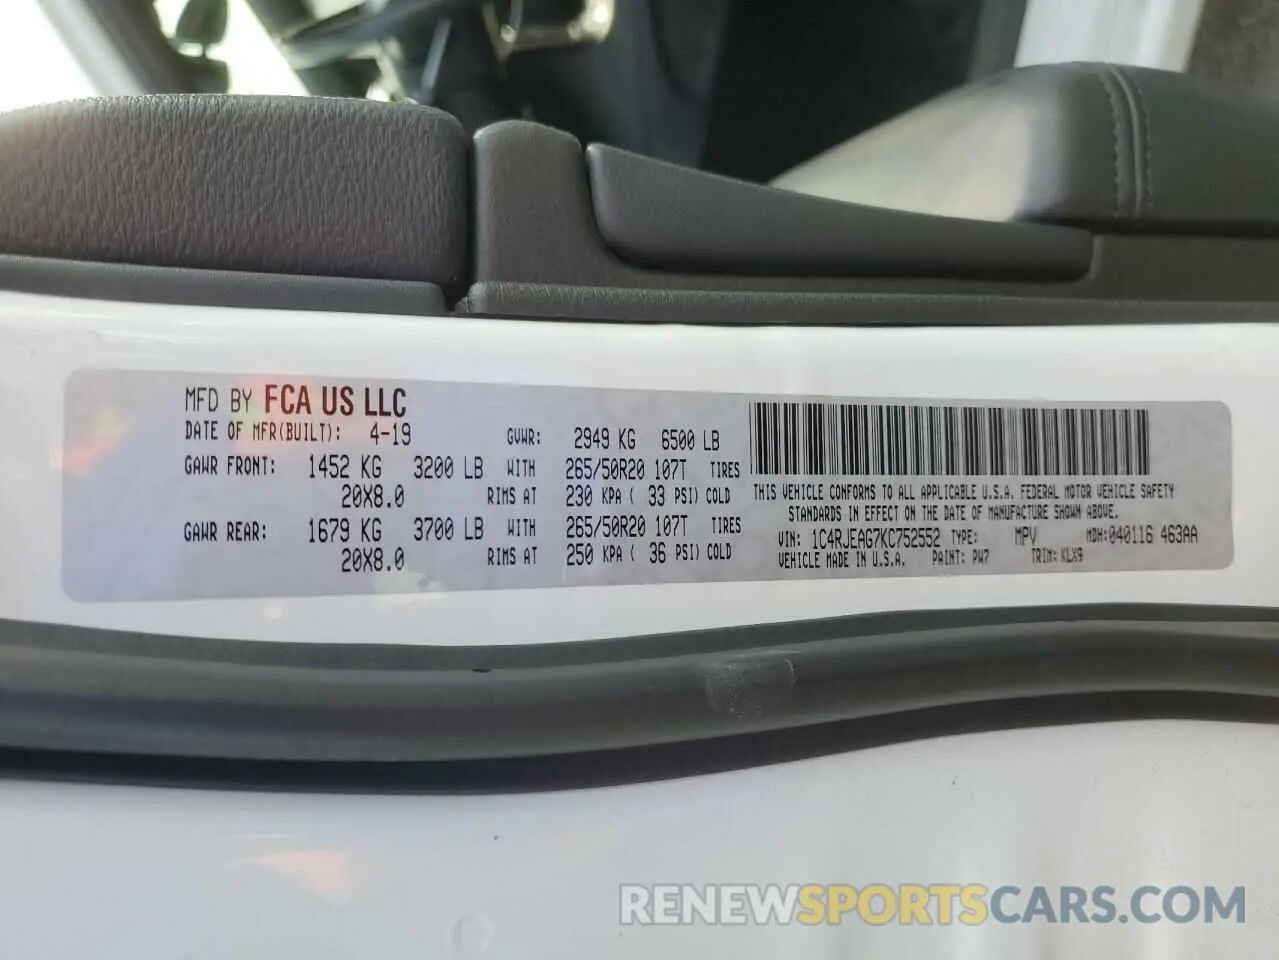 MFD BY FCA US LLC
DATE OF MFR(BUILT): 4-19 GVWR: 2949 KG 6500 LB
GAWR FRONT: 1452 KG 3200 LB WITH 265/50R20 107T TIRES
20X8.0 RIMS AT 230 KPA ( 33 PSI) COLD
GAWR REAR: 1679 KG 3700 LB WITH 265/50R20 107T TIRES
20X8.0 RIMS AT 250 KPA ( 36 PSI) COLD
THIS VEHICLE CONFORMS TO ALL APPLICABLE U.S.A. FEDERAL MOTOR VEHICLE SAFETY
STANDARDS IN EFFECT ON THE DATE OF MANUFACTURE SHOWN ABOVE.
VIN: 1C4RJEAG7KC752552 TYPE: MPV MDH:040116 463AA
VEHICLE MADE IN U.S.A. PAINT: PW7 TRIM: KLX9
RENEWSPORTSCARS.COM